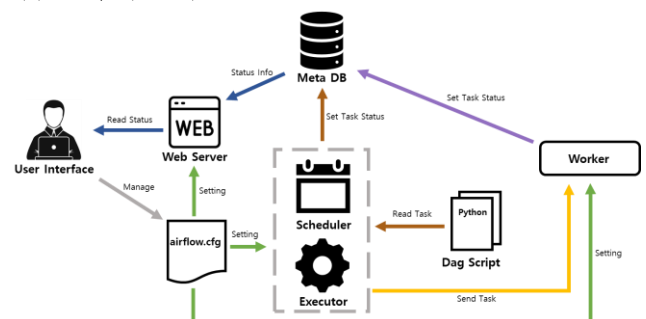 Meta DB
Status Info
Set Task Status
Set Task Status
Read Status
WEB
Web Server
User Interface
Worker
Manage
Setting
Scheduler
Read Task
Python
Dag Script
airflow.cfg
Setting
Setting
Executor
Send Task